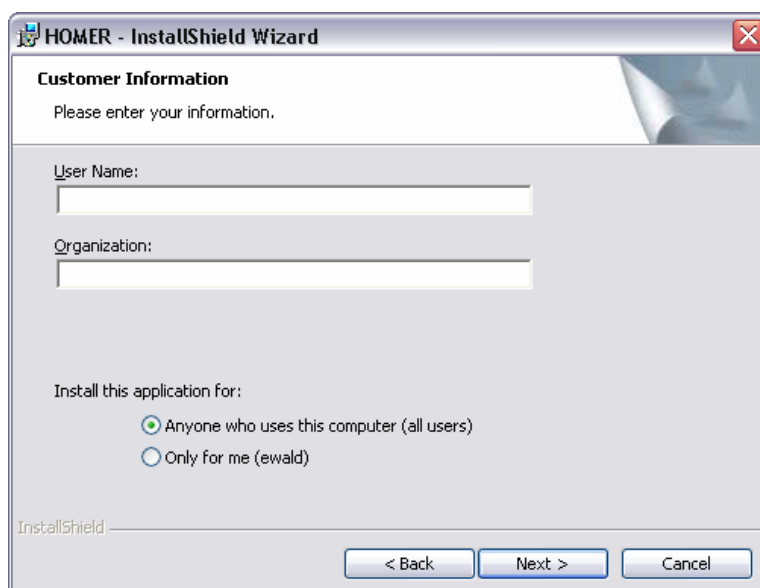 HOMER - InstallShield Wizard
Customer Information
Please enter your information.
User Name:
Organization:
Install this application for:
Anyone who uses this computer (all users)
Only for me (ewald)
InstallShield
< Back Next > Cancel